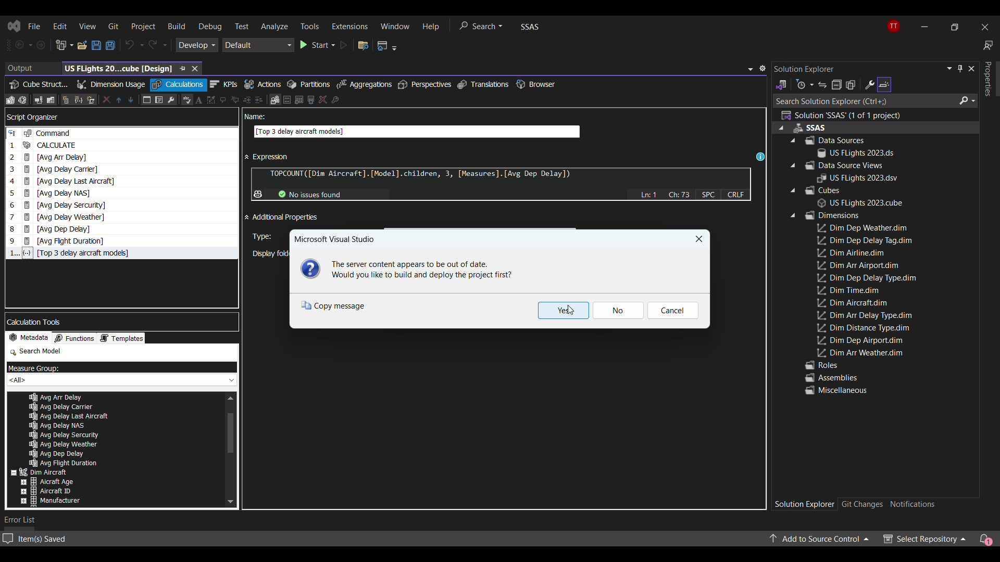 File Edit View Git Project Build Debug Test Analyze Tools Extensions Window Help Search SSAS TT
Develop Default Start
Output US FLights 20...cube [Design]
Cube Struct... Dimension Usage Calculations KPIs Actions Partitions Aggregations Perspectives Translations Browser
Script Organizer
Command
1 CALCULATE
2 [Avg Arr Delay]
3 [Avg Delay Carrier]
4 [Avg Delay Last Aircraft]
5 [Avg Delay NAS]
6 [Avg Delay Sercurity]
7 [Avg Delay Weather]
8 [Avg Dep Delay]
9 [Avg Flight Duration]
1... [Top 3 delay aircraft models]
Calculation Tools
Metadata Functions Templates
Search Model
Measure Group:
<All>
Avg Arr Delay
Avg Delay Carrier
Avg Delay Last Aircraft
Avg Delay NAS
Avg Delay Sercurity
Avg Delay Weather
Avg Dep Delay
Avg Flight Duration
Dim Aircraft
Aicraft Age
Aircraft ID
Manufacturer
Name:
[Top 3 delay aircraft models]
Expression
TOPCOUNT([Dim Aircraft].[Model].children, 3, [Measures].[Avg Dep Delay])
No issues found Ln: 1 Ch: 73 SPC CRLF
Additional Properties
Type:
Display folde
Microsoft Visual Studio
The server content appears to be out of date.
Would you like to build and deploy the project first?
Copy message
Yes No Cancel
Solution Explorer
Search Solution Explorer (Ctrl+;)
Solution 'SSAS' (1 of 1 project)
SSAS
Data Sources
US FLights 2023.ds
Data Source Views
US FLights 2023.dsv
Cubes
US FLights 2023.cube
Dimensions
Dim Dep Weather.dim
Dim Dep Delay Tag.dim
Dim Airline.dim
Dim Arr Airport.dim
Dim Dep Delay Type.dim
Dim Time.dim
Dim Aircraft.dim
Dim Arr Delay Type.dim
Dim Distance Type.dim
Dim Dep Airport.dim
Dim Arr Weather.dim
Roles
Assemblies
Miscellaneous
Solution Explorer Git Changes Notifications
Properties
Error List
Item(s) Saved Add to Source Control Select Repository 1